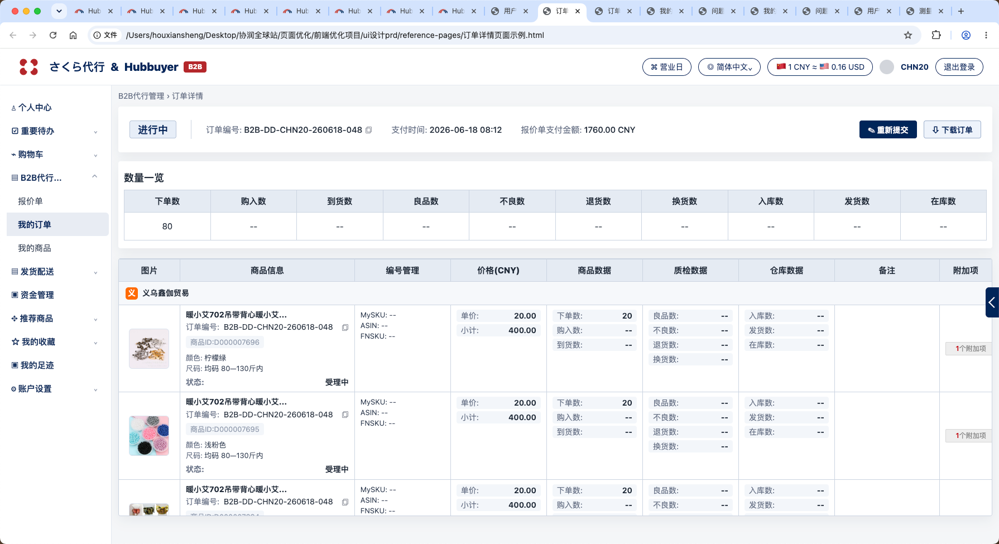 Hub
Hub
Hub
Hub
Hub
Hub
Hub
Hub
用户
订单
订单
我的
问题
我的
问题
用户
测量
文件 /Users/houxiansheng/Desktop/协润全球站/页面优化/前端优化项目/ui设计prd/reference-pages/订单详情页面示例.html
さくら代行 & Hubbuyer B2B
营业日
简体中文
1 CNY ≈ 0.16 USD
CHN20
退出登录
个人中心
重要待办
购物车
B2B代行...
报价单
我的订单
我的商品
发货配送
资金管理
推荐商品
我的收藏
我的足迹
账户设置
B2B代行管理 › 订单详情
进行中 订单编号: B2B-DD-CHN20-260618-048 支付时间: 2026-06-18 08:12 报价单支付金额: 1760.00 CNY
重新提交
下载订单
数量一览
下单数 购入数 到货数 良品数 不良数 退货数 换货数 入库数 发货数 在库数
80 -- -- -- -- -- -- -- -- --
图片 商品信息 编号管理 价格(CNY) 商品数据 质检数据 仓库数据 备注 附加项
义 义乌鑫伽贸易
暖小艾702吊带背心暖小艾...
订单编号: B2B-DD-CHN20-260618-048
商品ID:D000007696
颜色: 柠檬绿
尺码: 均码 80—130斤内
状态: 受理中
MySKU: --
ASIN: --
FNSKU: --
单价: 20.00
小计: 400.00
下单数: 20
购入数: --
到货数: --
良品数: --
不良数: --
退货数: --
换货数: --
入库数: --
发货数: --
在库数: --
1个附加项
暖小艾702吊带背心暖小艾...
订单编号: B2B-DD-CHN20-260618-048
商品ID:D000007695
颜色: 浅粉色
尺码: 均码 80—130斤内
状态: 受理中
MySKU: --
ASIN: --
FNSKU: --
单价: 20.00
小计: 400.00
下单数: 20
购入数: --
到货数: --
良品数: --
不良数: --
退货数: --
换货数: --
入库数: --
发货数: --
在库数: --
1个附加项
暖小艾702吊带背心暖小艾...
订单编号: B2B-DD-CHN20-260618-048
MySKU: --
ASIN: --
FNSKU: --
单价: 20.00
小计: 400.00
下单数: 20
购入数: --
良品数: --
不良数: --
入库数: --
发货数: --